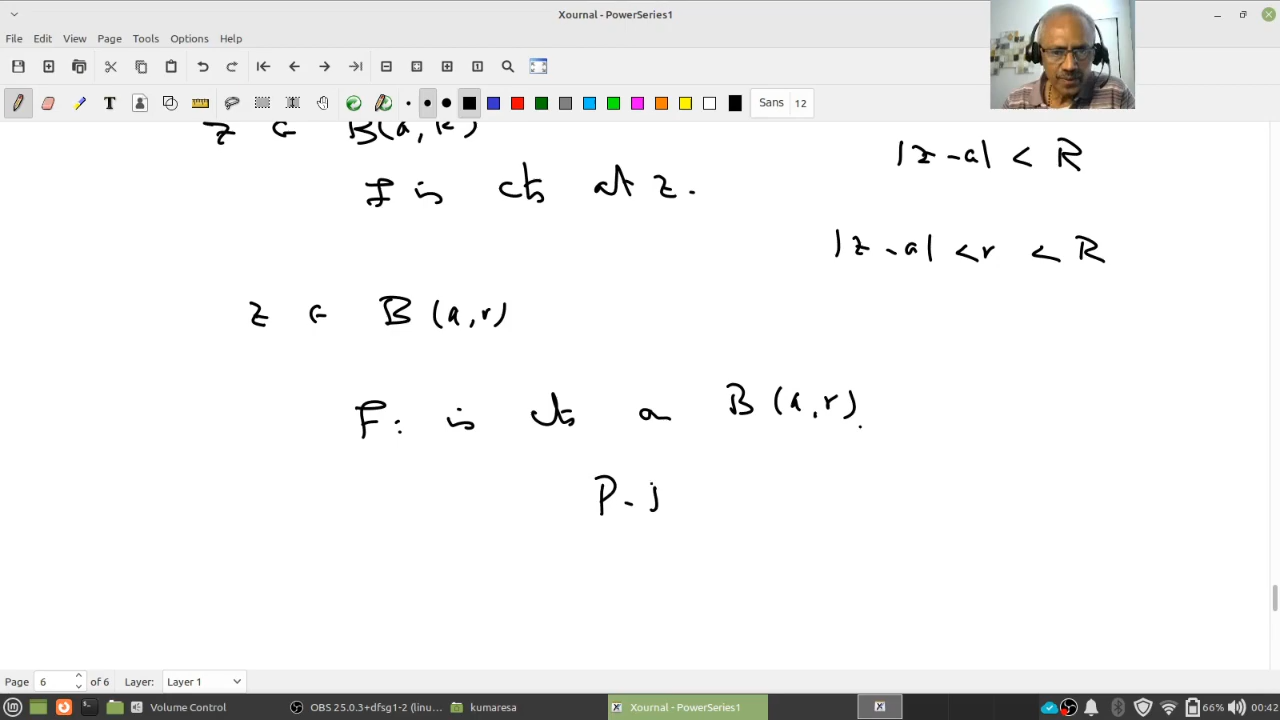 Xournal - PowerSeries1
File Edit View Page Tools Options Help
Sans 12
z ∈ B(a, R)
|z - a| < R
f is cts at z.
|z - a| < r < R
z ∈ B (a, r)
F: is cts on B (a, r).
P - j
Page 6 of 6 Layer: Layer 1
Volume Control OBS 25.0.3+dfsg1-2 (linu... kumaresa Xournal - PowerSeries1 66% 00:42